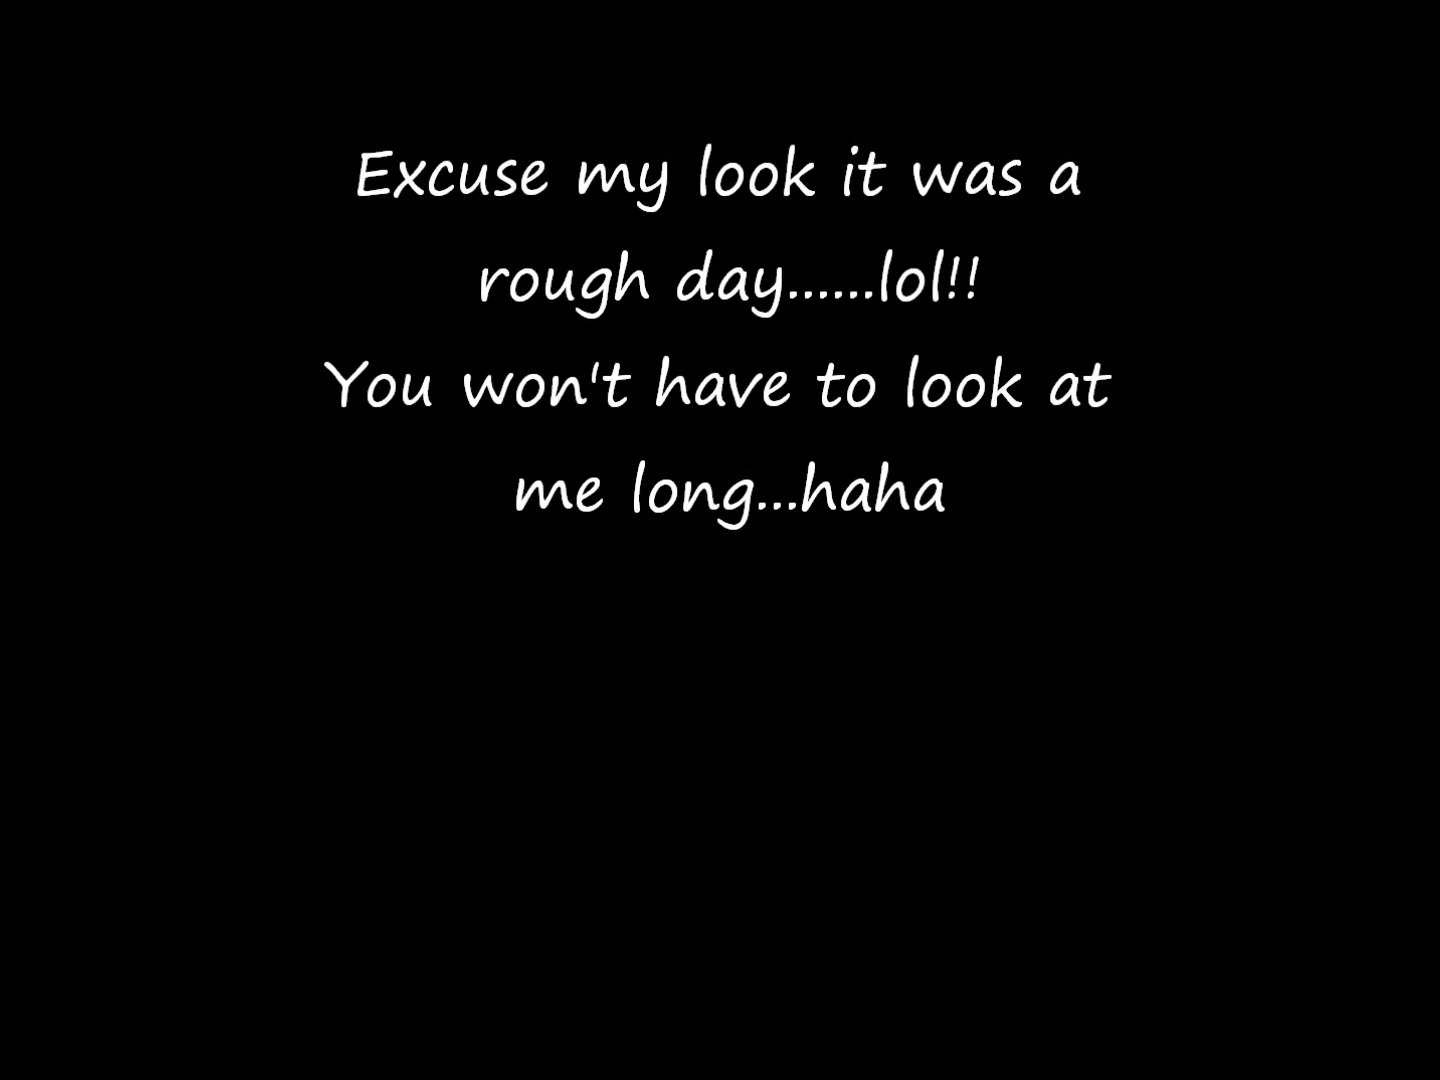 Excuse my look it was a
rough day......lol!!
You won't have to look at
me long...haha